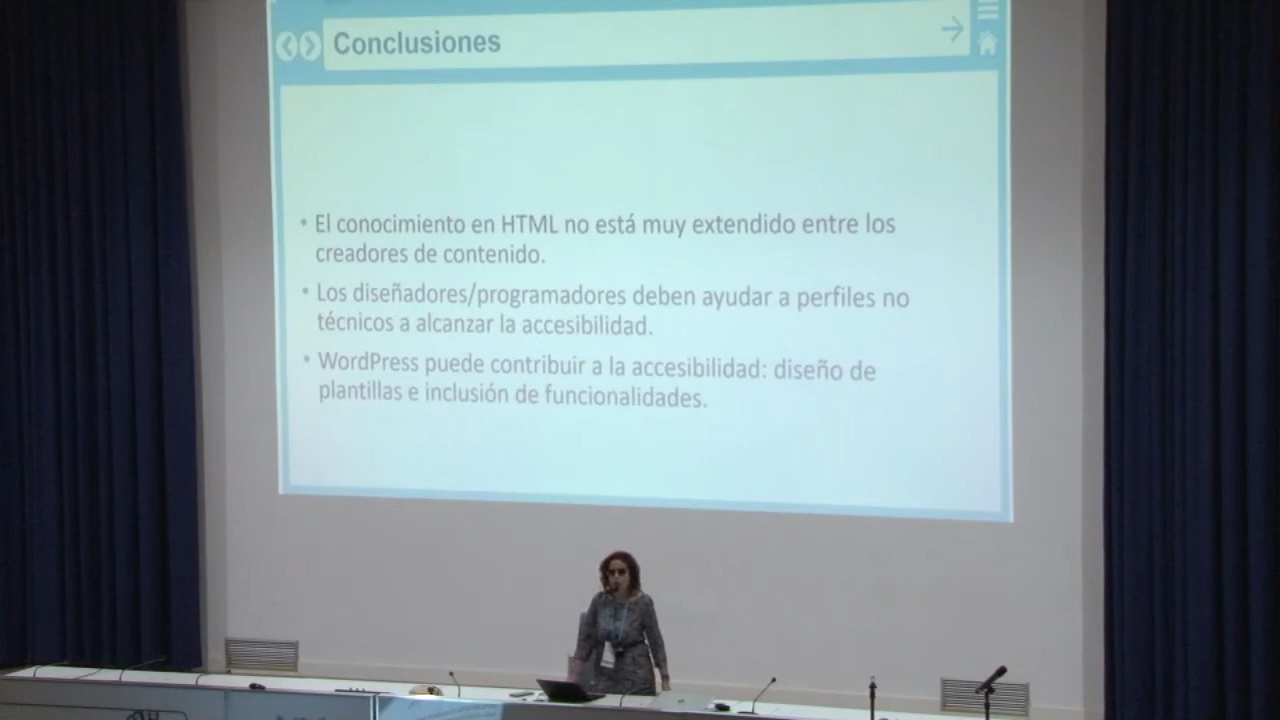 Conclusiones
• El conocimiento en HTML no está muy extendido entre los
creadores de contenido.
• Los diseñadores/programadores deben ayudar a perfiles no
técnicos a alcanzar la accesibilidad.
• WordPress puede contribuir a la accesibilidad: diseño de
plantillas e inclusión de funcionalidades.